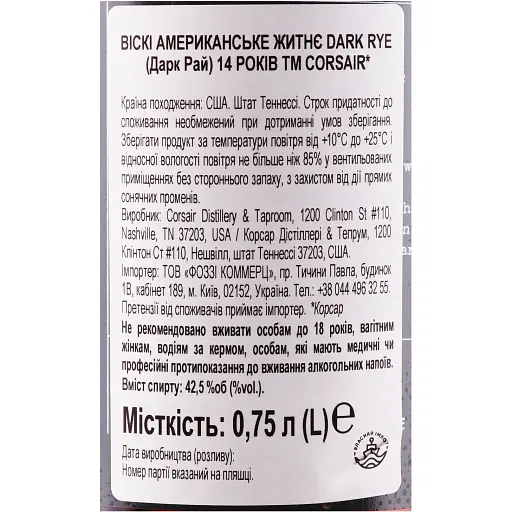 ВІСКІ АМЕРИКАНСЬКЕ ЖИТНЄ DARK RYE
(Дарк Рай) 14 РОКІВ ТМ CORSAIR*
Країна походження: США. Штат Теннессі. Строк придатності до
споживання необмежений при дотриманні умов зберігання.
Зберігати продукт за температури повітря від +10°С до +25°С і
відносної вологості повітря не більше ніж 85% у вентильованих
приміщеннях без стороннього запаху, з захистом від дії прямих
сонячних променів.
Виробник: Corsair Distillery & Taproom, 1200 Clinton St #110,
Nashville, TN 37203, USA / Корсар Дістіллері & Тепрум, 1200
Клінтон Ст #110, Нешвілл, штат Теннессі 37203, США.
Імпортер: ТОВ «ФОЗЗІ КОММЕРЦ», пр. Тичини Павла, будинок
1В, кабінет 189, м. Київ, 02152, Україна. Тел.: +38 044 496 32 55.
Претензії від споживачів приймає імпортер. *Корсар
Не рекомендовано вживати особам до 18 років, вагітним
жінкам, водіям за кермом, особам, які мають медичні чи
професійні протипоказання до вживання алкогольних напоїв.
Вміст спирту: 42,5 %об (%vol.).
Місткість: 0,75 л (L) ℮
ВЛАСНИЙ ІМПОРТ
Дата виробництва (розливу):
Номер партії вказаний на пляшці.